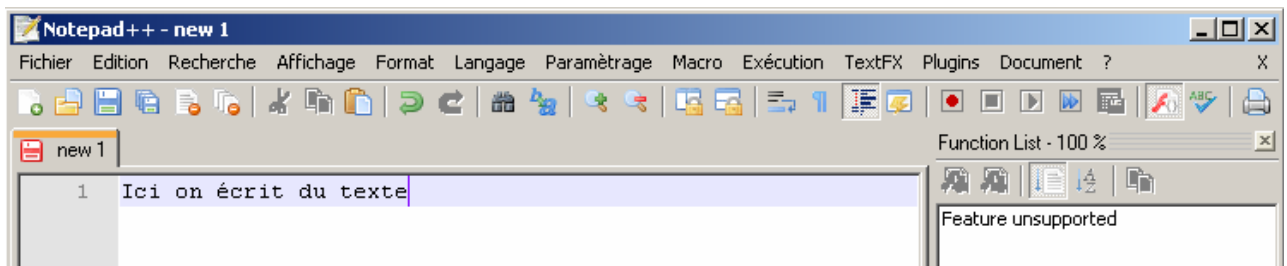 Notepad++ - new 1
Fichier Edition Recherche Affichage Format Langage Paramètrage Macro Exécution TextFX Plugins Document ? X
ABC
new 1
Function List - 100 %
1 Ici on écrit du texte
Feature unsupported